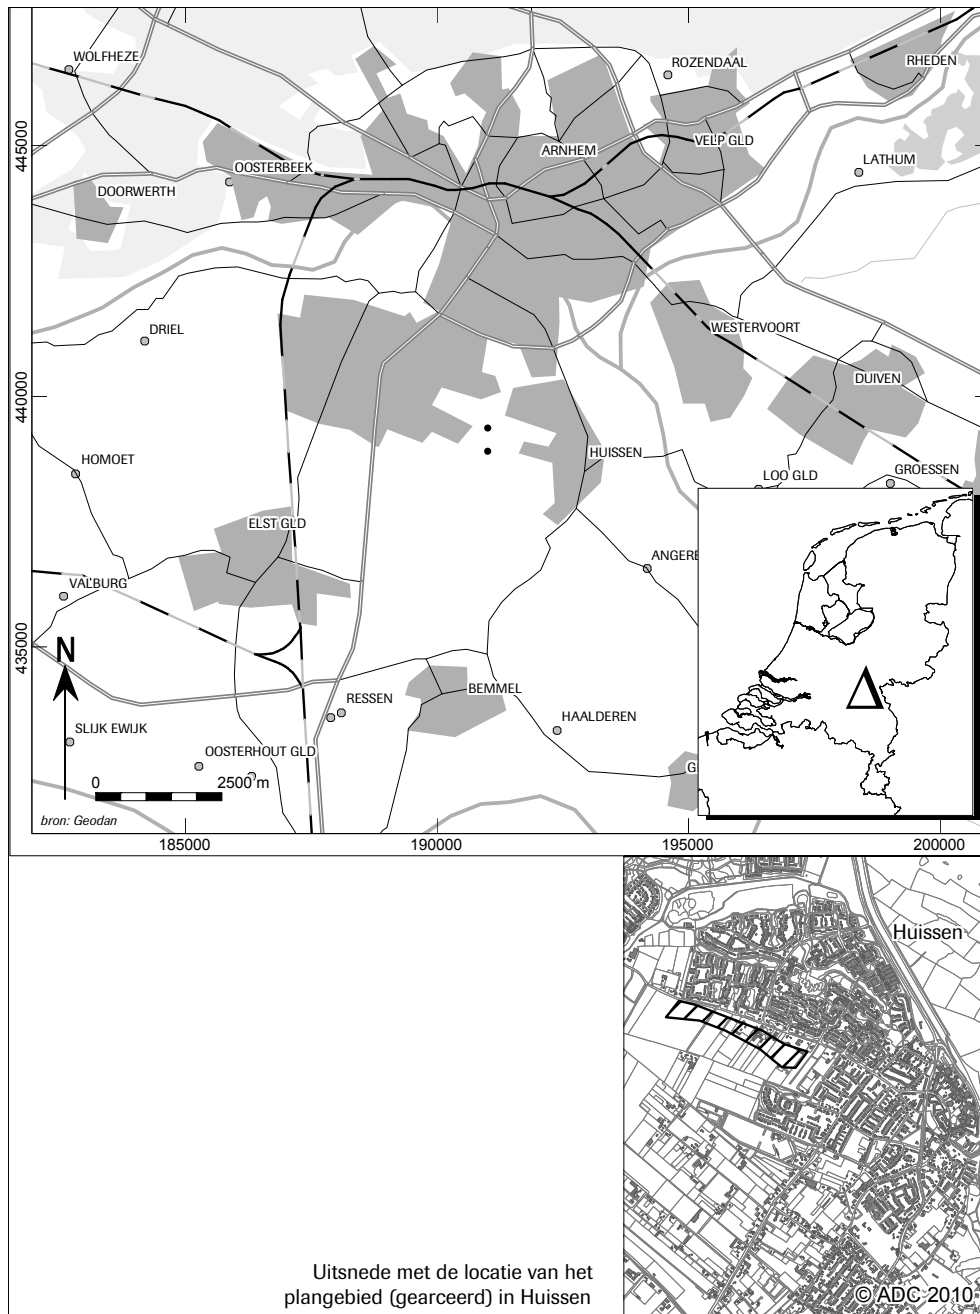 WOLFHEZE
ROZENDAAL
RHEDEN
ARNHEM
VELP GLD
OOSTERBEEK
LATHUM
DOORWERTH
DRIEL
WESTERVOORT
DUIVEN
HOMOET
HUISSEN
LOO GLD
GROESSEN
ELST GLD
ANGERE
VALBURG
N
BEMMEL
RESSEN
SLIJK EWIJK
HAALDEREN
OOSTERHOUT GLD
G
0 2500 m
bron: Geodan
445000
440000
435000
185000 190000 195000 200000
Huissen
Uitsnede met de locatie van het
plangebied (gearceerd) in Huissen
© ADC 2010